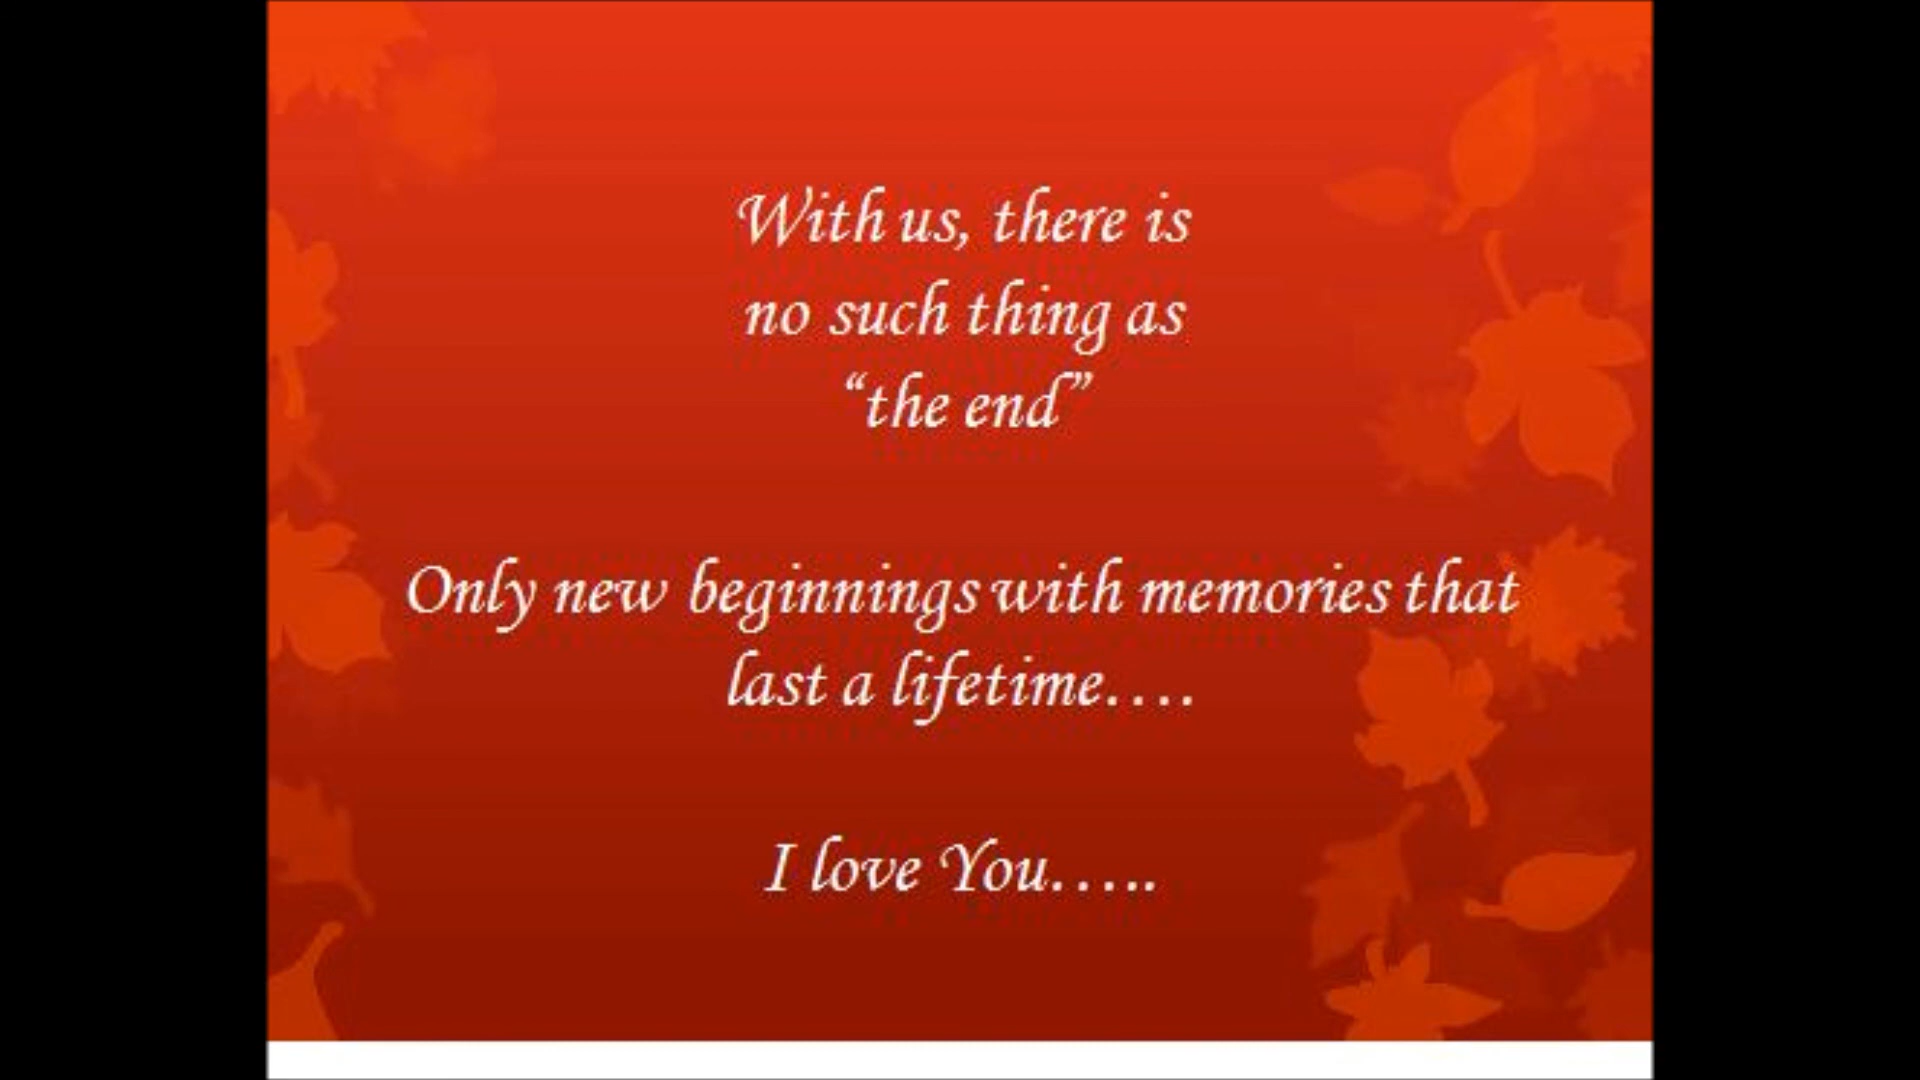 With us, there is
no such thing as
“the end”
Only new beginnings with memories that
last a lifetime….
I love You…..